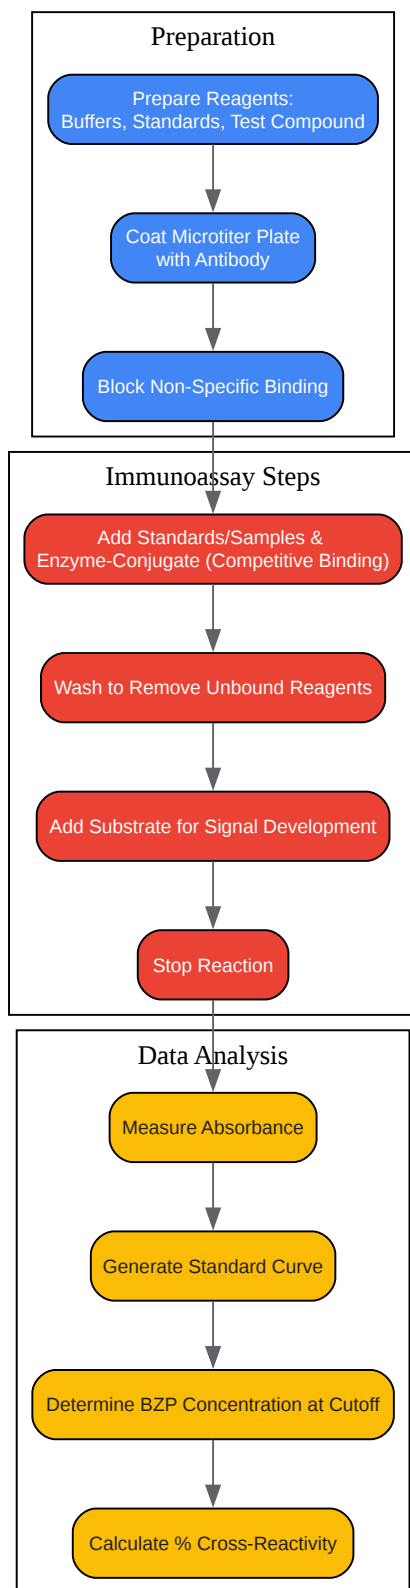 Preparation
Prepare Reagents:
Buffers, Standards, Test Compound
Coat Microtiter Plate
with Antibody
Block Non-Specific Binding
Immunoassay Steps
Add Standards/Samples &
Enzyme-Conjugate (Competitive Binding)
Wash to Remove Unbound Reagents
Add Substrate for Signal Development
Stop Reaction
Data Analysis
Measure Absorbance
Generate Standard Curve
Determine BZP Concentration at Cutoff
Calculate % Cross-Reactivity